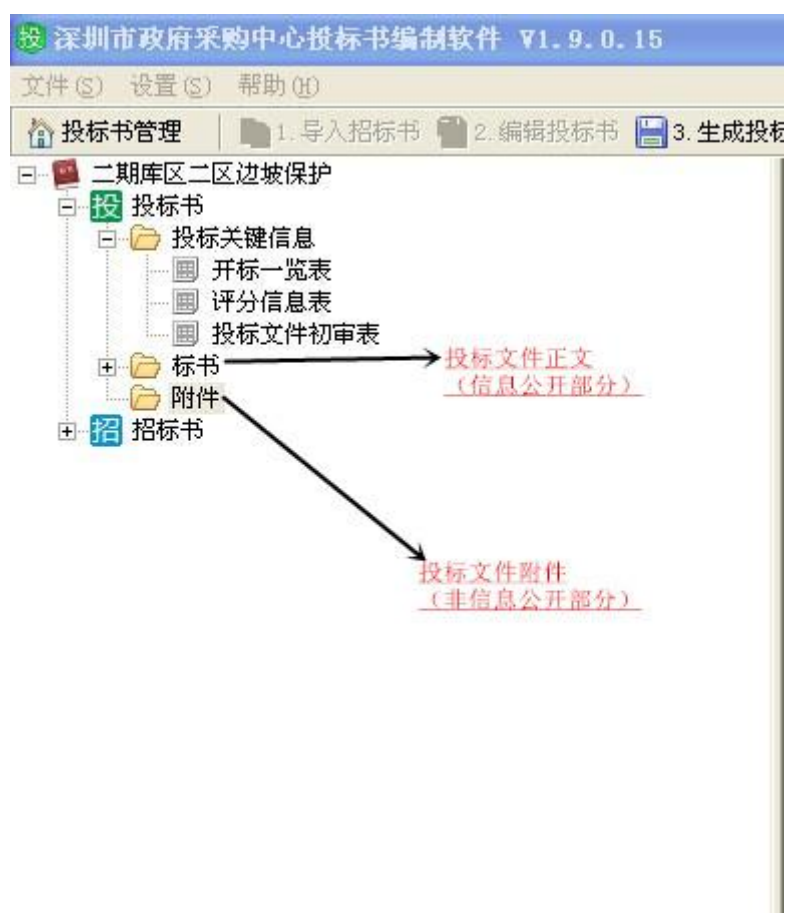 投 深圳市政府采购中心投标书编制软件 V1.9.0.15
文件(S) 设置(S) 帮助(H)
投标书管理 1.导入招标书 2.编辑投标书 3.生成投标
二期库区二区边坡保护
投 投标书
投标关键信息
开标一览表
评分信息表
投标文件初审表
标书
投标文件正文
（信息公开部分）
附件
招 招标书
投标文件附件
（非信息公开部分）